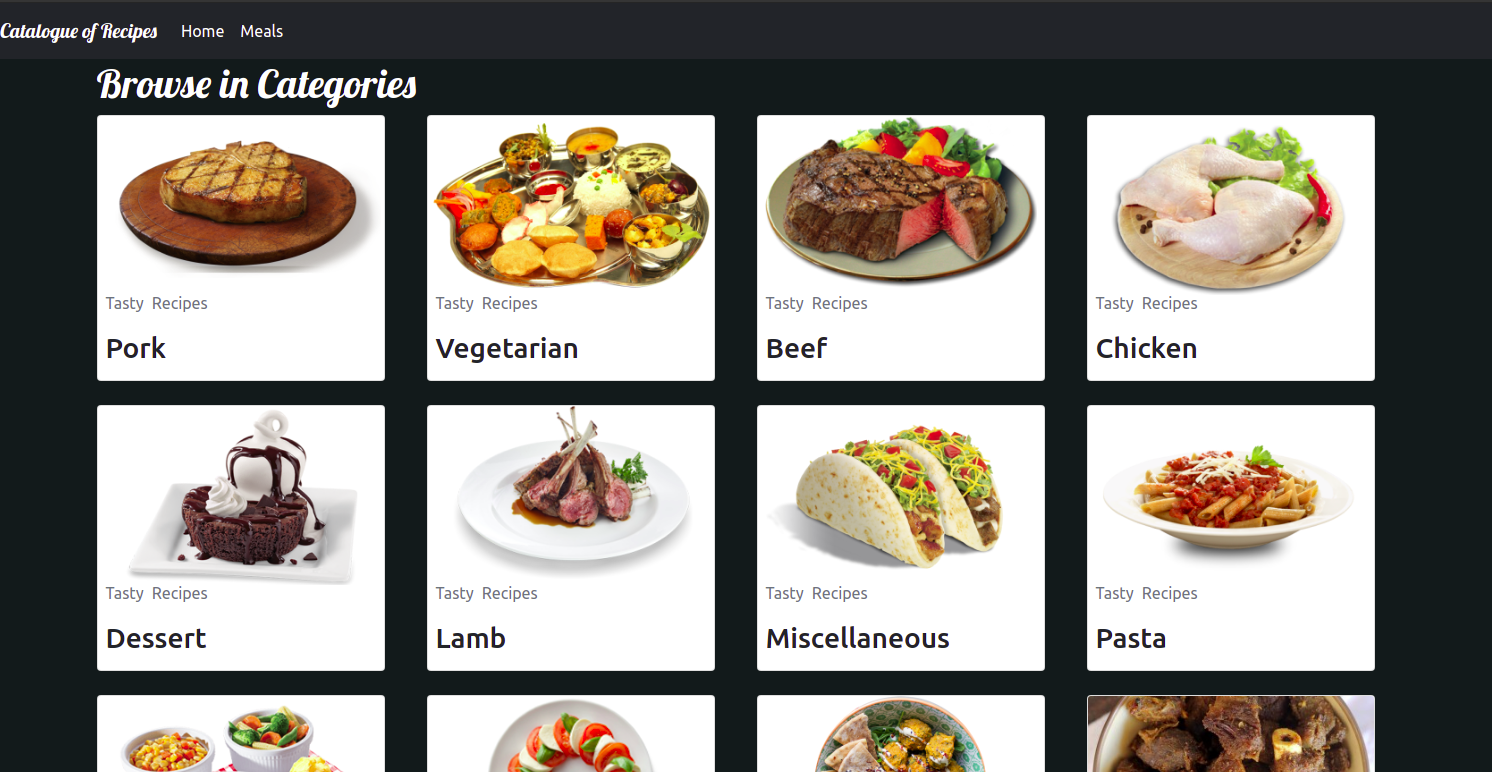 Catalogue of Recipes Home Meals
Browse in Categories
Tasty Recipes
Pork
Tasty Recipes
Vegetarian
Tasty Recipes
Beef
Tasty Recipes
Chicken
Tasty Recipes
Dessert
Tasty Recipes
Lamb
Tasty Recipes
Miscellaneous
Tasty Recipes
Pasta